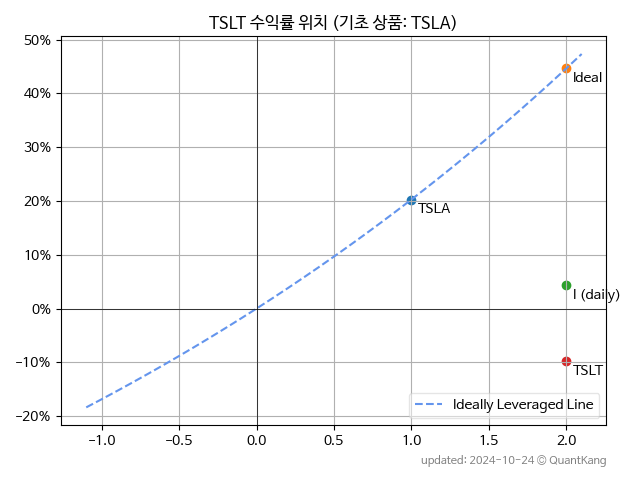 TSLT 수익률 위치 (기초 상품: TSLA)
50%
40%
30%
20%
10%
0%
−10%
−20%
Ideal
TSLA
I (daily)
TSLT
Ideally Leveraged Line
−1.0 −0.5 0.0 0.5 1.0 1.5 2.0
updated: 2024-10-24 © QuantKang